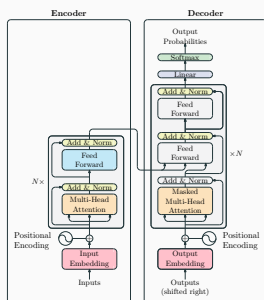 Encoder
Decoder
Output
Probabilities
Softmax
Linear
Add & Norm
Feed
Forward
Add & Norm
Feed
Forward
Add & Norm
Masked
Multi-Head
Attention
×N
Positional
Encoding
Output
Embedding
Outputs
(shifted right)
Add & Norm
Feed
Forward
N×
Add & Norm
Multi-Head
Attention
Positional
Encoding
Input
Embedding
Inputs